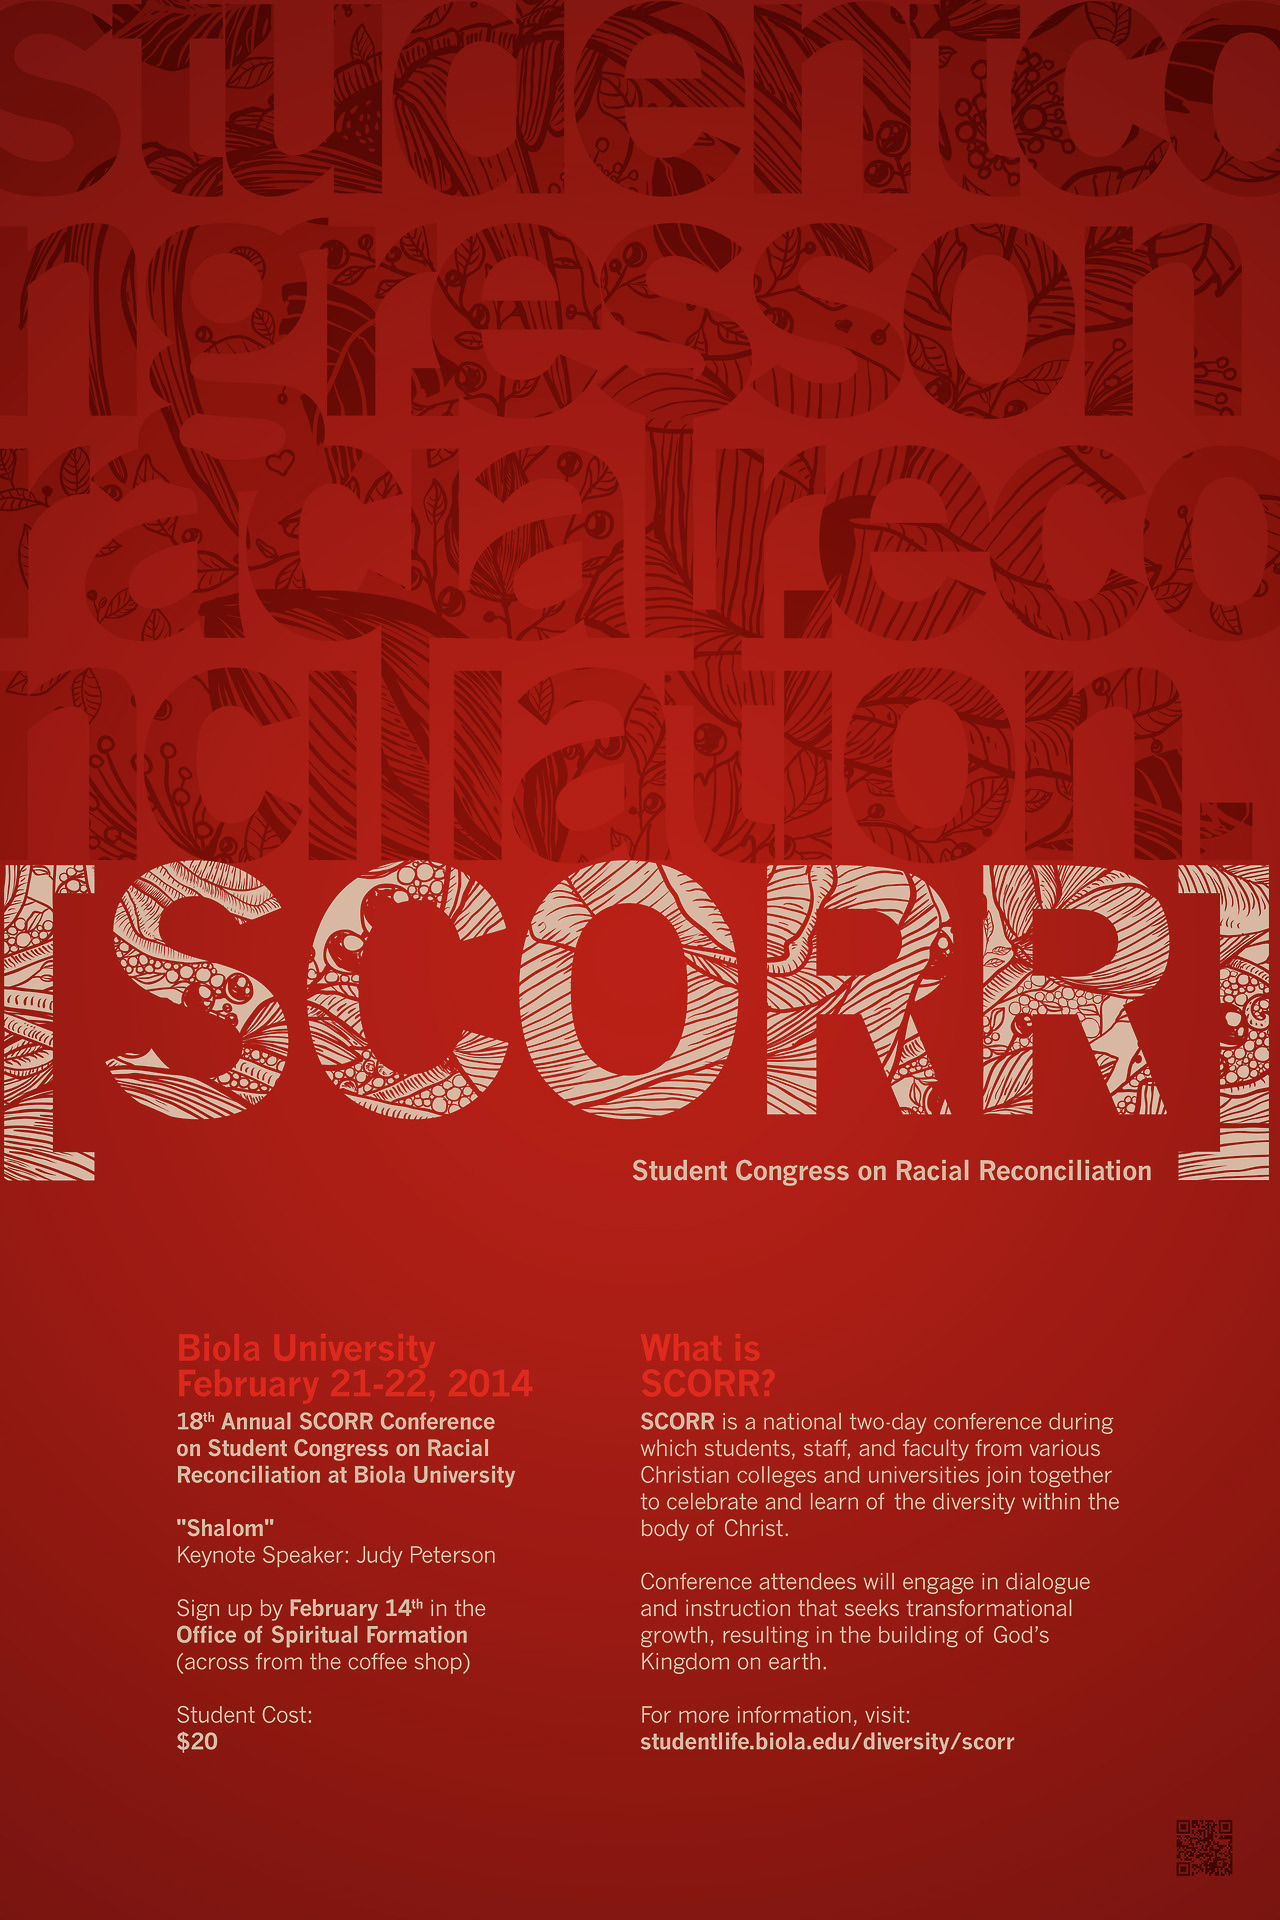 studentco
ngresson
racialreco
nciliation.
[SCORR]
Student Congress on Racial Reconciliation
Biola University
February 21-22, 2014
18th Annual SCORR Conference
on Student Congress on Racial
Reconciliation at Biola University
"Shalom"
Keynote Speaker: Judy Peterson
Sign up by February 14th in the
Office of Spiritual Formation
(across from the coffee shop)
Student Cost:
$20
What is
SCORR?
SCORR is a national two-day conference during
which students, staff, and faculty from various
Christian colleges and universities join together
to celebrate and learn of the diversity within the
body of Christ.
Conference attendees will engage in dialogue
and instruction that seeks transformational
growth, resulting in the building of God’s
Kingdom on earth.
For more information, visit:
studentlife.biola.edu/diversity/scorr